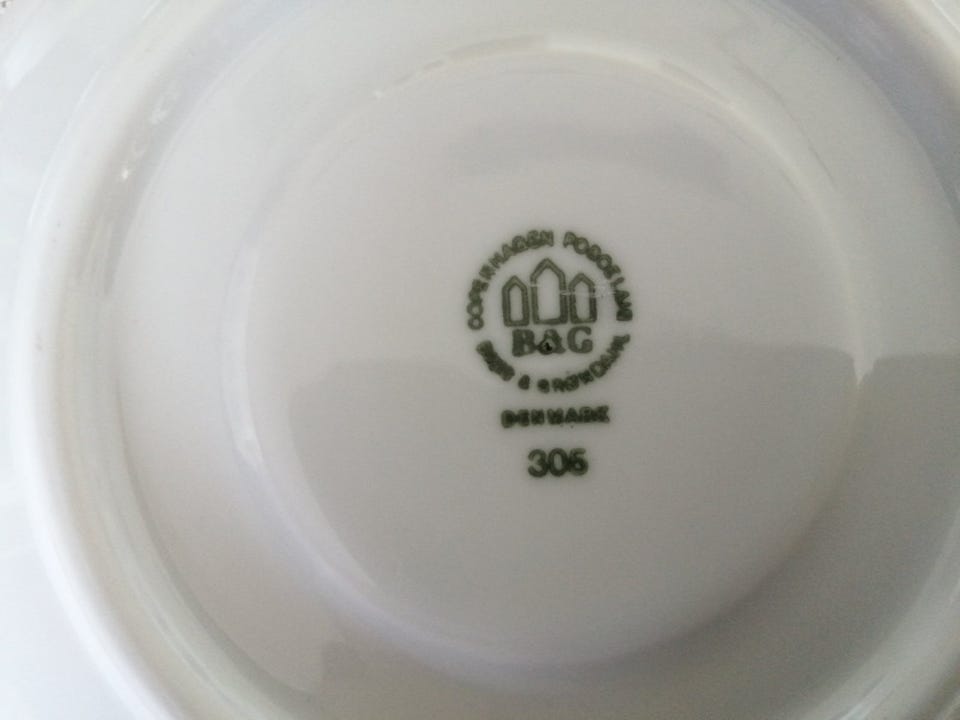 COPENHAGEN PORCELAIN
B&G
BING & GRØNDAHL
DENMARK
306